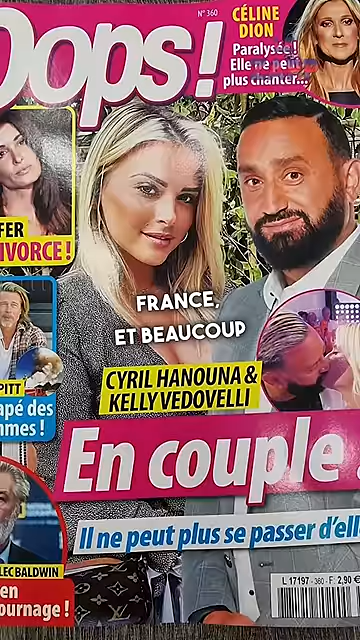 Oops!
N° 360
CÉLINE
DION
Paralysée !
Elle ne peut
plus chanter...
FER
IVORCE !
FRANCE,
ET BEAUCOUP
PITT
apé des
mmes !
CYRIL HANOUNA &
KELLY VEDOVELLI
En couple
Il ne peut plus se passer d'ell
LEC BALDWIN
en
ournage !
L 17197 - 360 - F: 2,90 €